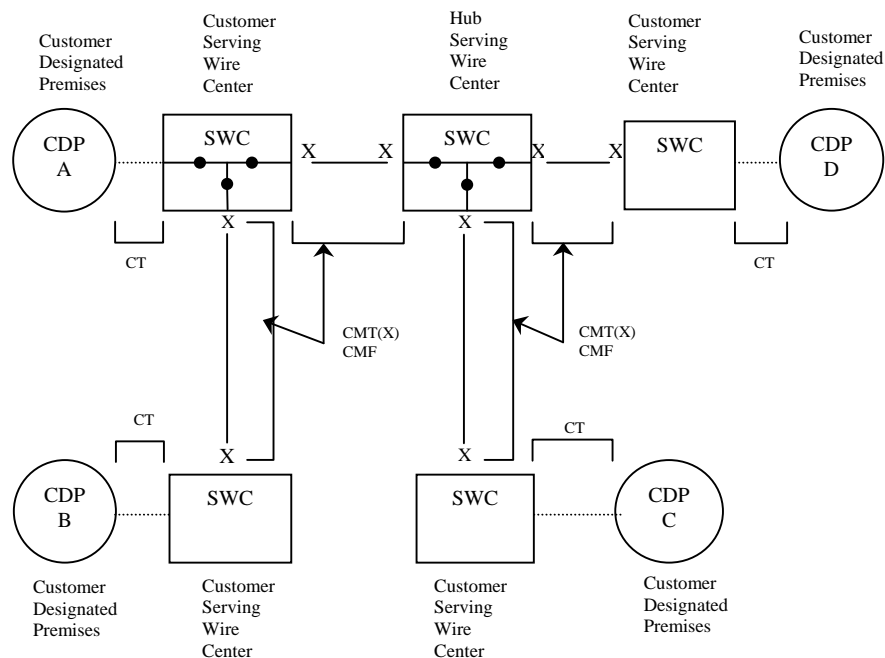 Customer
Designated
Premises
Customer
Serving
Wire
Center
Hub
Serving
Wire
Center
Customer
Serving
Wire
Center
Customer
Designated
Premises
CDP
A
SWC
X
X
SWC
X
X
SWC
CDP
D
X
X
CT
CT
CMT(X)
CMF
CMT(X)
CMF
CT
CT
X
X
CDP
B
SWC
SWC
CDP
C
Customer
Designated
Premises
Customer
Serving
Wire
Center
Customer
Serving
Wire
Center
Customer
Designated
Premises